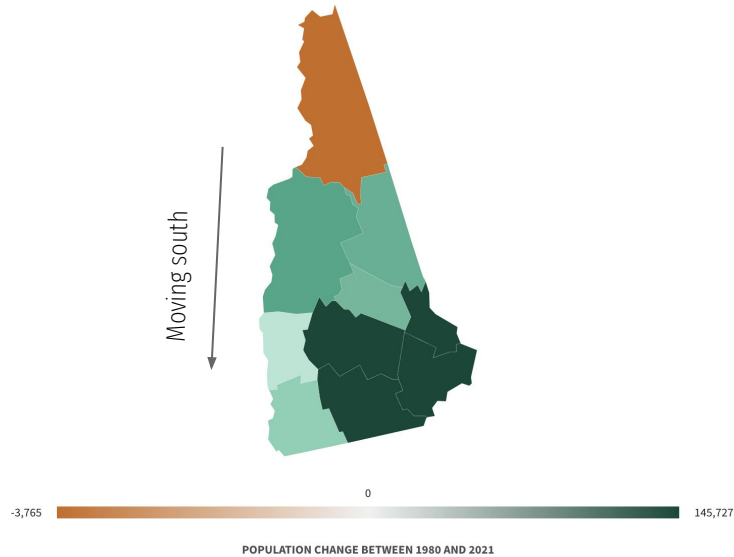 Moving south
0
-3,765
145,727
POPULATION CHANGE BETWEEN 1980 AND 2021